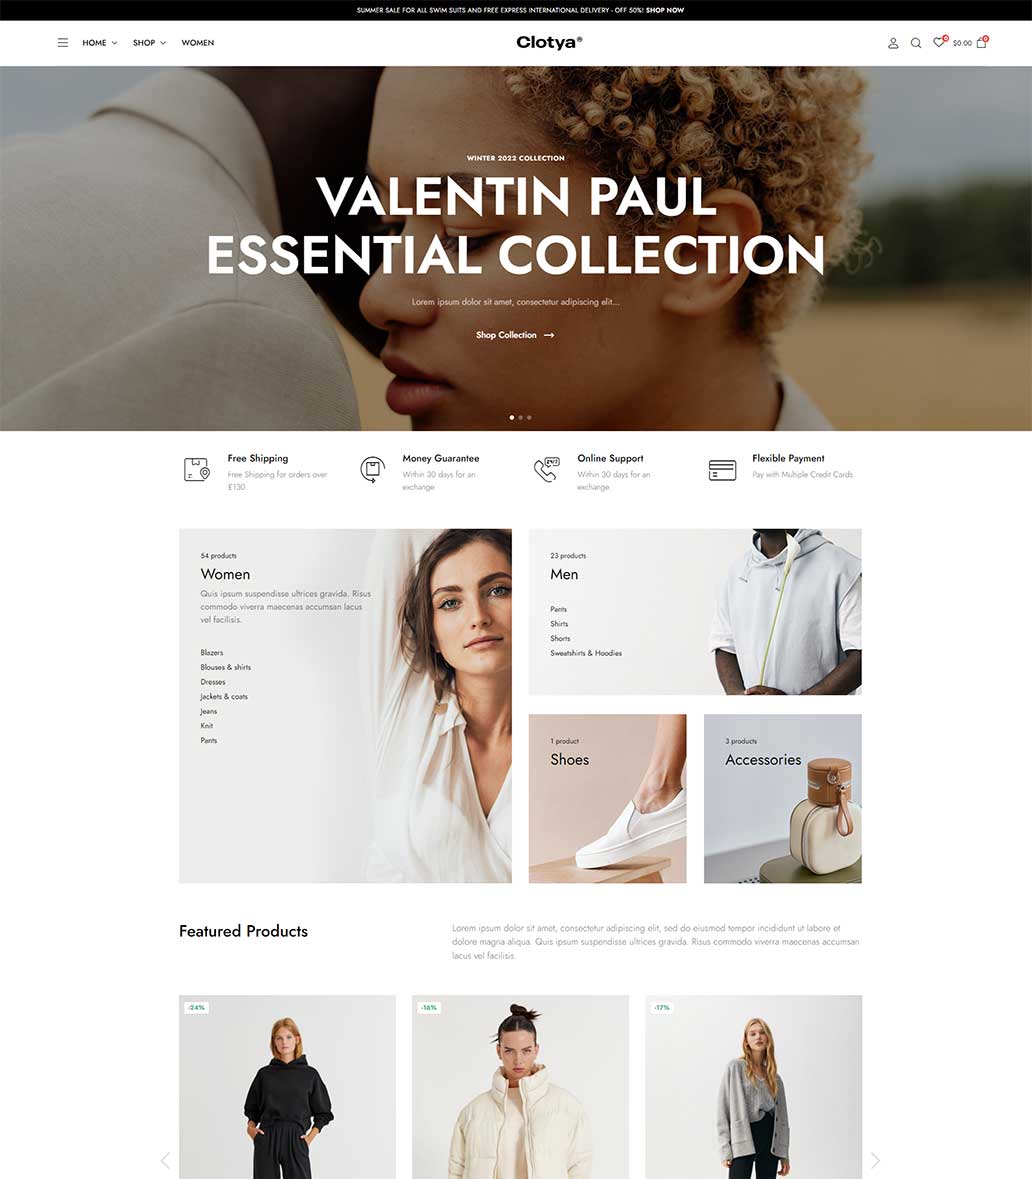 SUMMER SALE FOR ALL SWIM SUITS AND FREE EXPRESS INTERNATIONAL DELIVERY - OFF 50%! SHOP NOW
HOME SHOP WOMEN
Clotya®
0 $0.00 0
WINTER 2022 COLLECTION
VALENTIN PAUL
ESSENTIAL COLLECTION
Lorem ipsum dolor sit amet, consectetur adipiscing elit...
Shop Collection →
Free Shipping
Free Shipping for orders over
£130.
Money Guarantee
Within 30 days for an
exchange.
24/7
Online Support
Within 30 days for an
exchange.
Flexible Payment
Pay with Multiple Credit Cards.
54 products
Women
Quis ipsum suspendisse ultrices gravida. Risus
commodo viverra maecenas accumsan lacus
vel facilisis.
Blazers
Blouses & shirts
Dresses
Jackets & coats
Jeans
Knit
Pants
23 products
Men
Pants
Shirts
Shorts
Sweatshirts & Hoodies
1 product
Shoes
3 products
Accessories
Featured Products
Lorem ipsum dolor sit amet, consectetur adipiscing elit, sed do eiusmod tempor incididunt ut labore et
dolore magna aliqua. Quis ipsum suspendisse ultrices gravida. Risus commodo viverra maecenas accumsan
lacus vel facilisis.
-24%
-16%
-17%